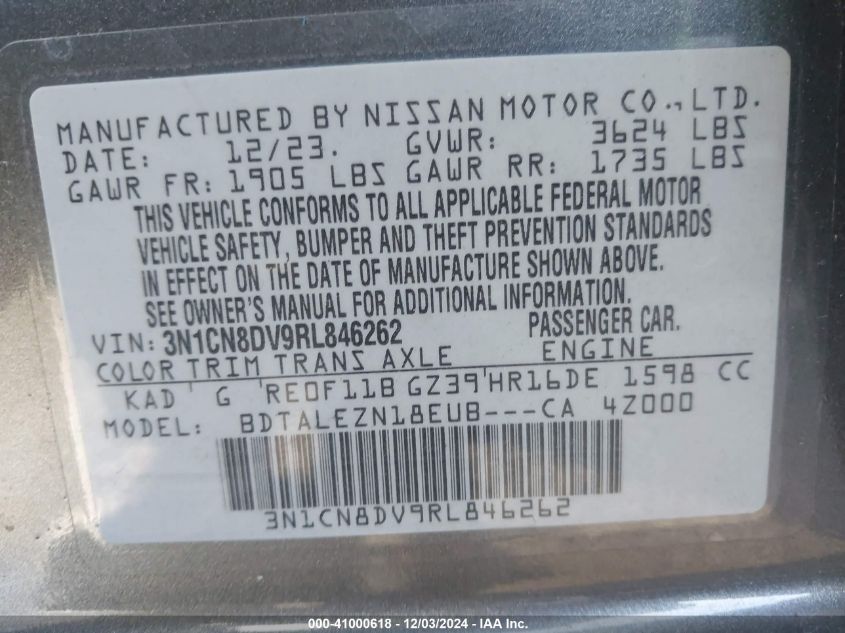 MANUFACTURED BY NISSAN MOTOR CO.,LTD.
DATE: 12/23. GVWR: 3624 LBS
GAWR FR: 1905 LBS GAWR RR: 1735 LBS
THIS VEHICLE CONFORMS TO ALL APPLICABLE FEDERAL MOTOR
VEHICLE SAFETY, BUMPER AND THEFT PREVENTION STANDARDS
IN EFFECT ON THE DATE OF MANUFACTURE SHOWN ABOVE.
SEE OWNER'S MANUAL FOR ADDITIONAL INFORMATION.
VIN: 3N1CN8DV9RL846262 PASSENGER CAR.
COLOR TRIM TRANS AXLE ENGINE
KAD G RE0F11B GZ39 HR16DE 1598 CC
MODEL: BDTALEZN18EUB---CA 4Z000
3N1CN8DV9RL846262
000-41000618 - 12/03/2024 - IAA Inc.